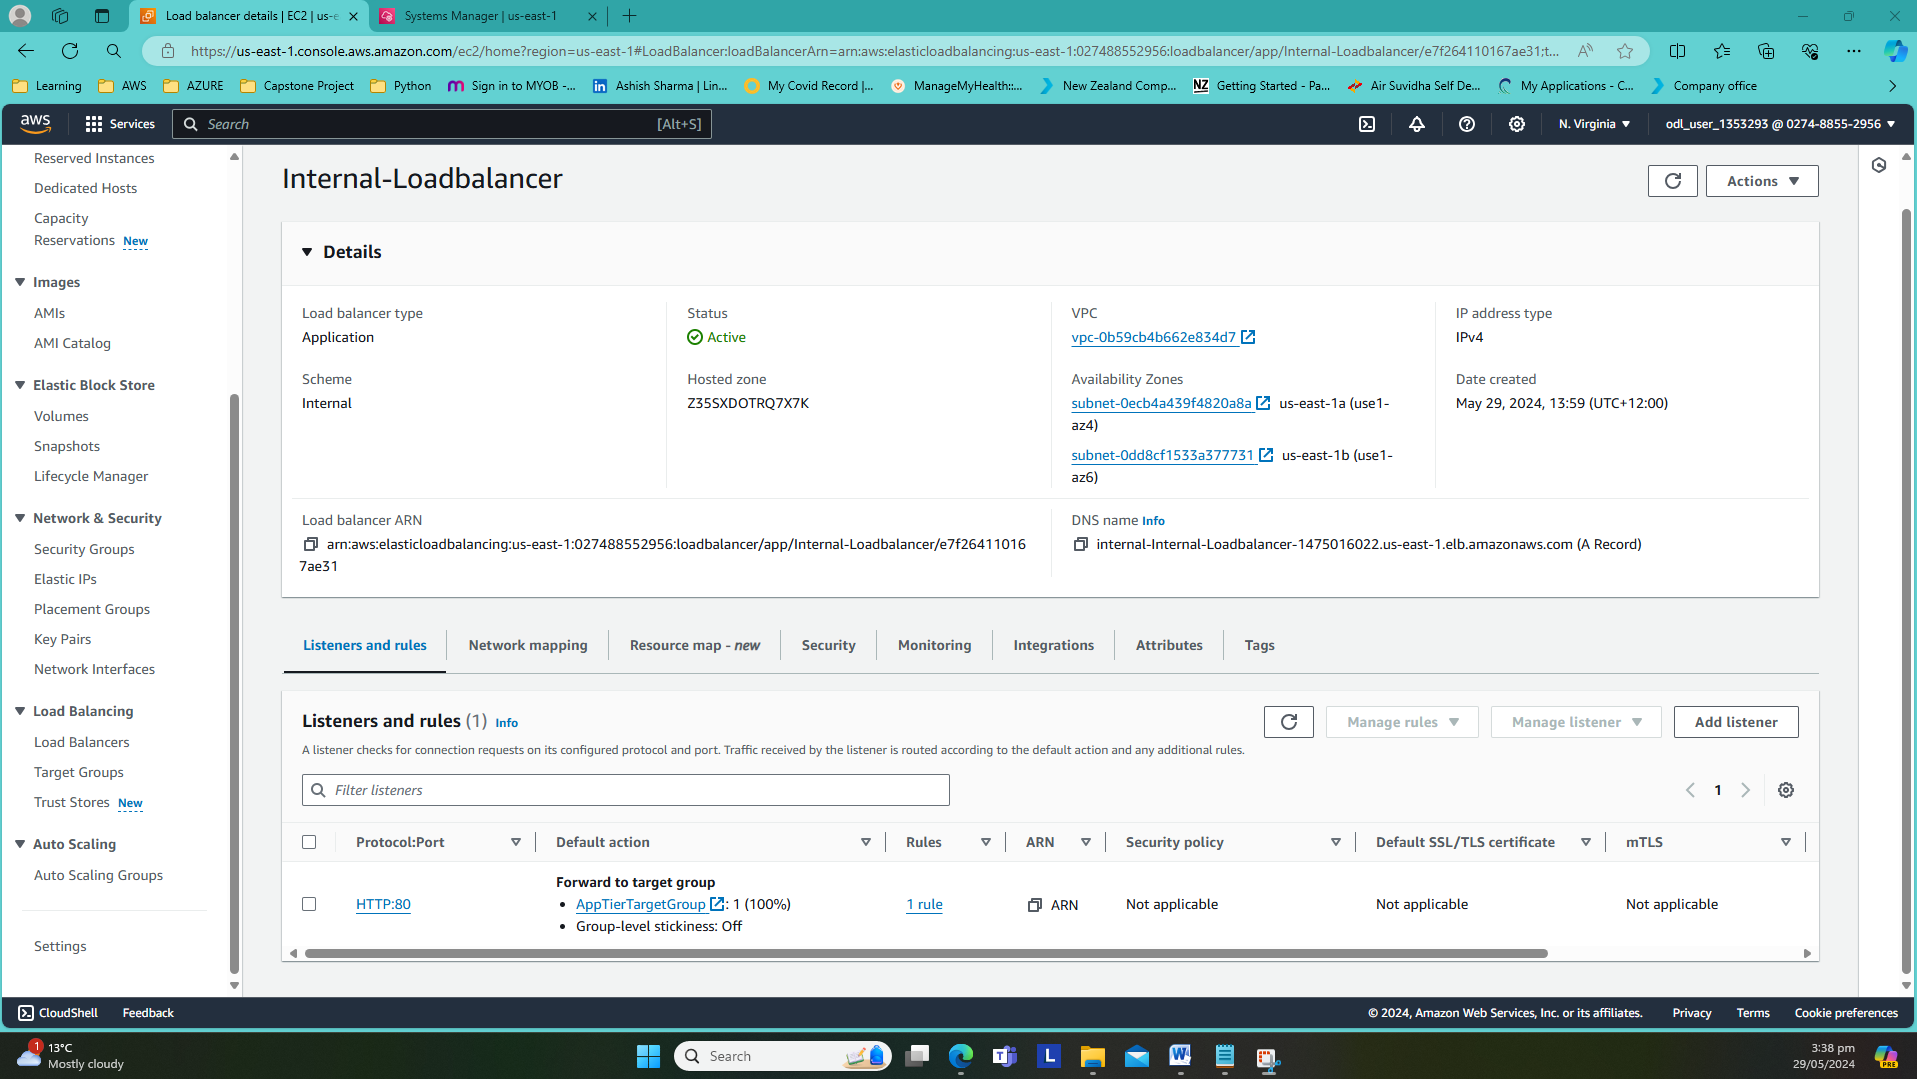 Load balancer details | EC2 | us-e
Systems Manager | us-east-1
https://us-east-1.console.aws.amazon.com/ec2/home?region=us-east-1#LoadBalancer:loadBalancerArn=arn:aws:elasticloadbalancing:us-east-1:027488552956:loadbalancer/app/Internal-Loadbalancer/e7f264110167ae31;t...
Learning AWS AZURE Capstone Project Python Sign in to MYOB -... Ashish Sharma | Lin... My Covid Record |... ManageMyHealth::... New Zealand Comp... Getting Started - Pa... Air Suvidha Self De... My Applications - C... Company office
aws Services Search [Alt+S] N. Virginia odl_user_1353293 @ 0274-8855-2956
Reserved Instances
Dedicated Hosts
Capacity
Reservations New
Images
AMIs
AMI Catalog
Elastic Block Store
Volumes
Snapshots
Lifecycle Manager
Network & Security
Security Groups
Elastic IPs
Placement Groups
Key Pairs
Network Interfaces
Load Balancing
Load Balancers
Target Groups
Trust Stores New
Auto Scaling
Auto Scaling Groups
Settings
Internal-Loadbalancer
Actions
Details
Load balancer type
Application
Status
Active
VPC
vpc-0b59cb4b662e834d7
IP address type
IPv4
Scheme
Internal
Hosted zone
Z35SXDOTRQ7X7K
Availability Zones
subnet-0ecb4a439f4820a8a us-east-1a (use1-
az4)
subnet-0dd8cf1533a377731 us-east-1b (use1-
az6)
Date created
May 29, 2024, 13:59 (UTC+12:00)
Load balancer ARN
arn:aws:elasticloadbalancing:us-east-1:027488552956:loadbalancer/app/Internal-Loadbalancer/e7f26411016
7ae31
DNS name Info
internal-Internal-Loadbalancer-1475016022.us-east-1.elb.amazonaws.com (A Record)
Listeners and rules Network mapping Resource map - new Security Monitoring Integrations Attributes Tags
Listeners and rules (1) Info
Manage rules Manage listener Add listener
A listener checks for connection requests on its configured protocol and port. Traffic received by the listener is routed according to the default action and any additional rules.
Filter listeners
1
Protocol:Port Default action Rules ARN Security policy Default SSL/TLS certificate mTLS
Forward to target group
HTTP:80 • AppTierTargetGroup : 1 (100%) 1 rule ARN Not applicable Not applicable Not applicable
• Group-level stickiness: Off
CloudShell Feedback © 2024, Amazon Web Services, Inc. or its affiliates. Privacy Terms Cookie preferences
1
13°C
Mostly cloudy
Search
NZ
L
PRE
3:38 pm
29/05/2024